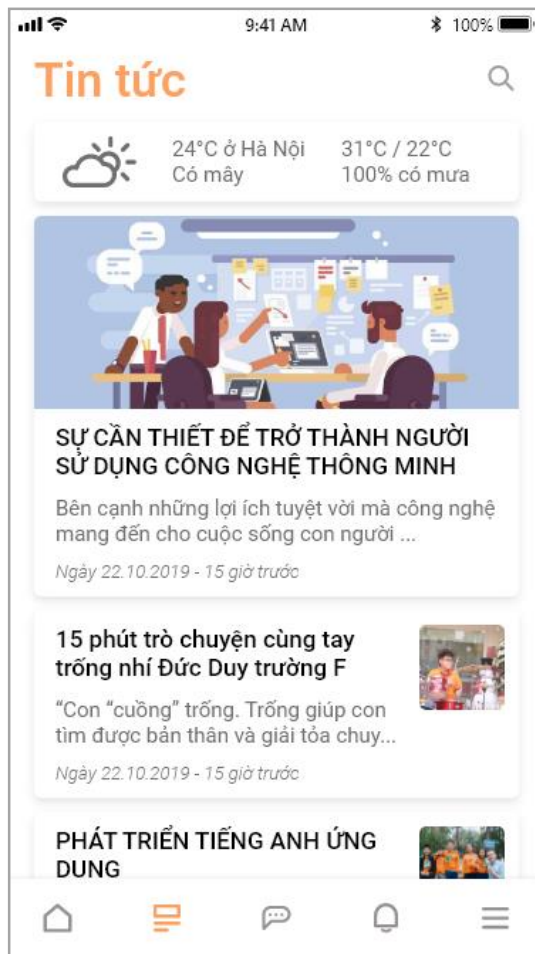 9:41 AM
100%
Tin tức
24°C ở Hà Nội
Có mây
31°C / 22°C
100% có mưa
SỰ CẦN THIẾT ĐỂ TRỞ THÀNH NGƯỜI
SỬ DỤNG CÔNG NGHỆ THÔNG MINH
Bên cạnh những lợi ích tuyệt vời mà công nghệ
mang đến cho cuộc sống con người ...
Ngày 22.10.2019 - 15 giờ trước
15 phút trò chuyện cùng tay
trống nhí Đức Duy trường F
“Con “cuồng” trống. Trống giúp con
tìm được bản thân và giải tỏa chuy...
Ngày 22.10.2019 - 15 giờ trước
PHÁT TRIỂN TIẾNG ANH ỨNG
DUNG